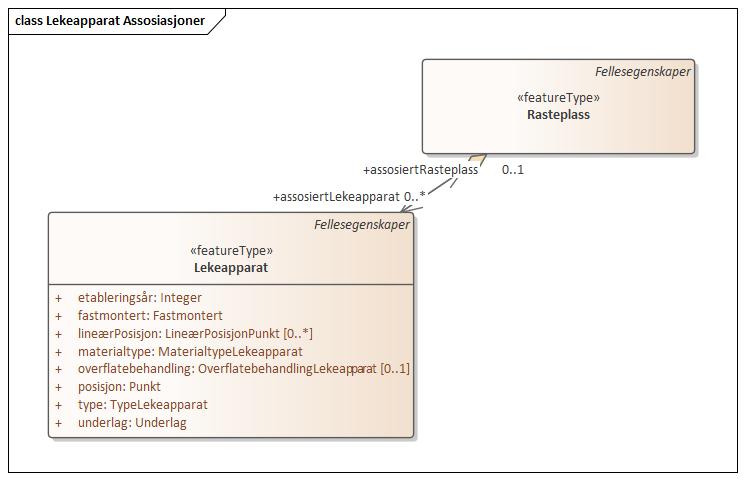 class Lekeapparat Assosiasjoner
Fellesegenskaper
«featureType»
Rasteplass
+assosiertRasteplass 0..1
+assosiertLekeapparat 0..*
Fellesegenskaper
«featureType»
Lekeapparat
+ etableringsår: Integer
+ fastmontert: Fastmontert
+ lineærPosisjon: LineærPosisjonPunkt [0..*]
+ materialtype: MaterialtypeLekeapparat
+ overflatebehandling: OverflatebehandlingLekeapparat [0..1]
+ posisjon: Punkt
+ type: TypeLekeapparat
+ underlag: Underlag